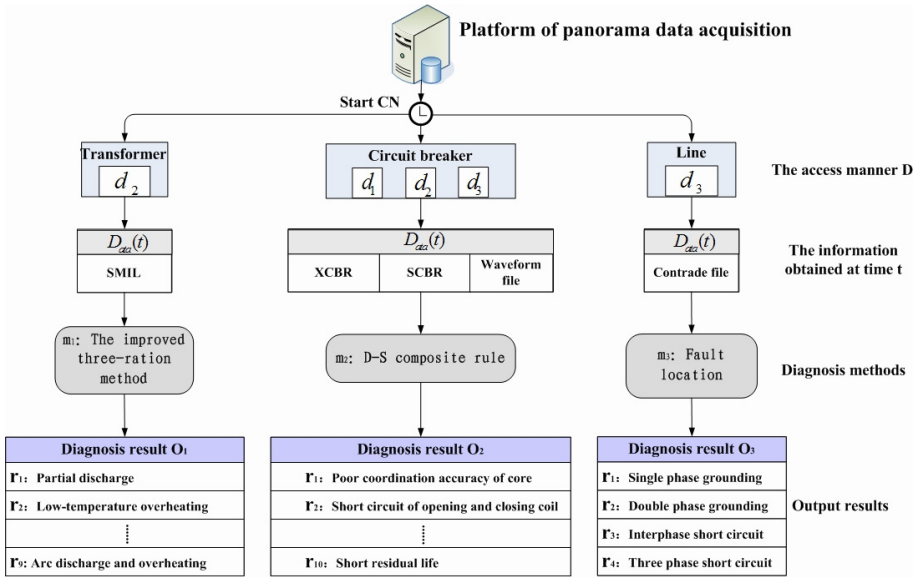 Platform of panorama data acquisition
Start CN
Transformer
d2
Circuit breaker
d1 d2 d3
Line
d3
The access manner D
Data(t)
SMIL
Data(t)
XCBR
SCBR
Waveform
file
Data(t)
Contrade file
The information
obtained at time t
m1: The improved
three-ration
method
m2: D-S composite rule
m3: Fault
location
Diagnosis methods
Diagnosis result O1
r1: Partial discharge
r2: Low-temperature overheating
r9: Arc discharge and overheating
Diagnosis result O2
r1: Poor coordination accuracy of core
r2: Short circuit of opening and closing coil
r10: Short residual life
Diagnosis result O3
r1: Single phase grounding
r2: Double phase grounding
r3: Interphase short circuit
r4: Three phase short circuit
Output results